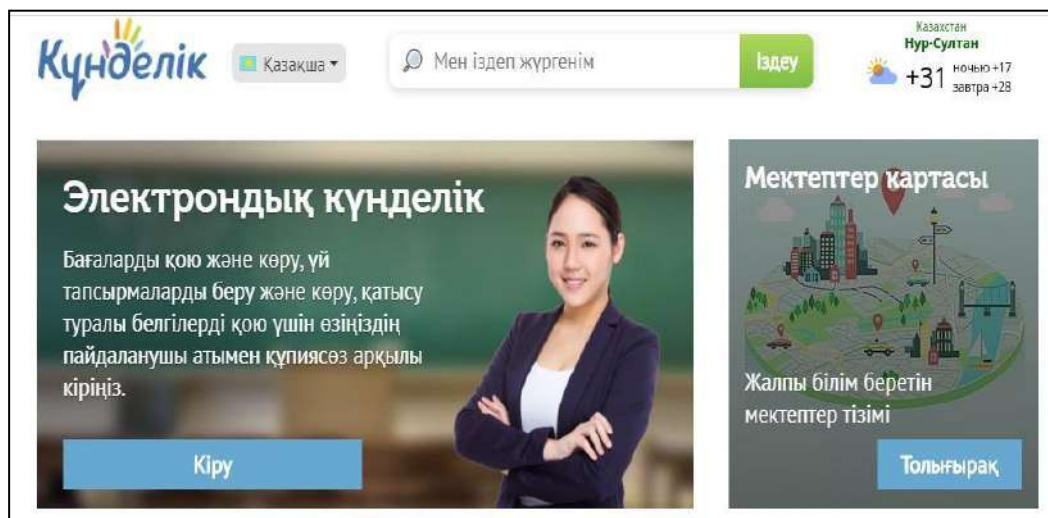 Күнделік
Қазақша
Мен іздеп жүргенім
Іздеу
Казахстан
Нур-Султан
+31
ночью +17
завтра +28
Электрондық күнделік
Бағаларды қою және көру, үй
тапсырмаларды беру және көру, қатысу
туралы белгілерді қою үшін өзіңіздің
пайдаланушы атымен құпиясөз арқылы
кіріңіз.
Кіру
Мектептер қартасы
Жалпы білім беретін
мектептер тізімі
Толығырақ